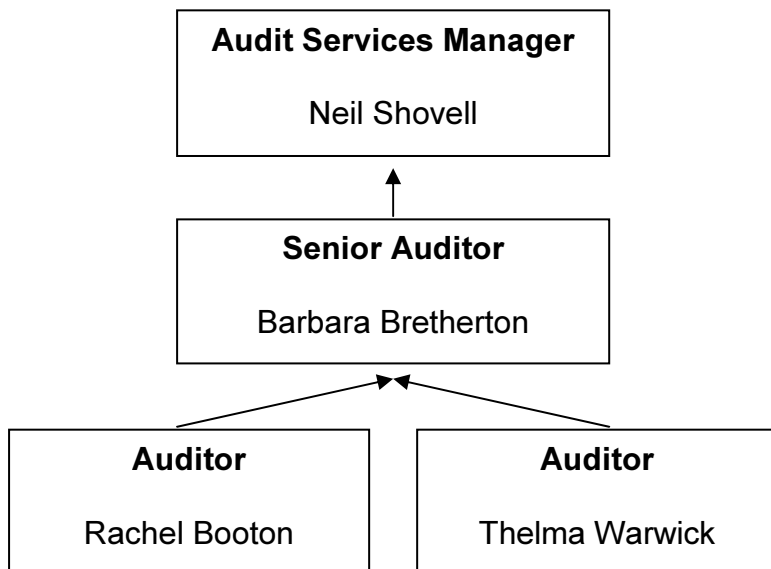 Audit Services Manager
Neil Shovell
Senior Auditor
Barbara Bretherton
Auditor
Rachel Booton
Auditor
Thelma Warwick